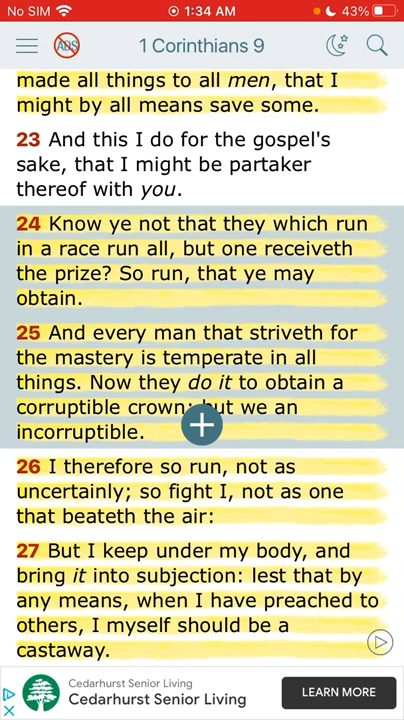 No SIM 1:34 AM 43%
ADS 1 Corinthians 9
made all things to all men, that I
might by all means save some.
23 And this I do for the gospel's
sake, that I might be partaker
thereof with you.
24 Know ye not that they which run
in a race run all, but one receiveth
the prize? So run, that ye may
obtain.
25 And every man that striveth for
the mastery is temperate in all
things. Now they do it to obtain a
corruptible crown; but we an
incorruptible.
26 I therefore so run, not as
uncertainly; so fight I, not as one
that beateth the air:
27 But I keep under my body, and
bring it into subjection: lest that by
any means, when I have preached to
others, I myself should be a
castaway.
Cedarhurst Senior Living
Cedarhurst Senior Living
LEARN MORE